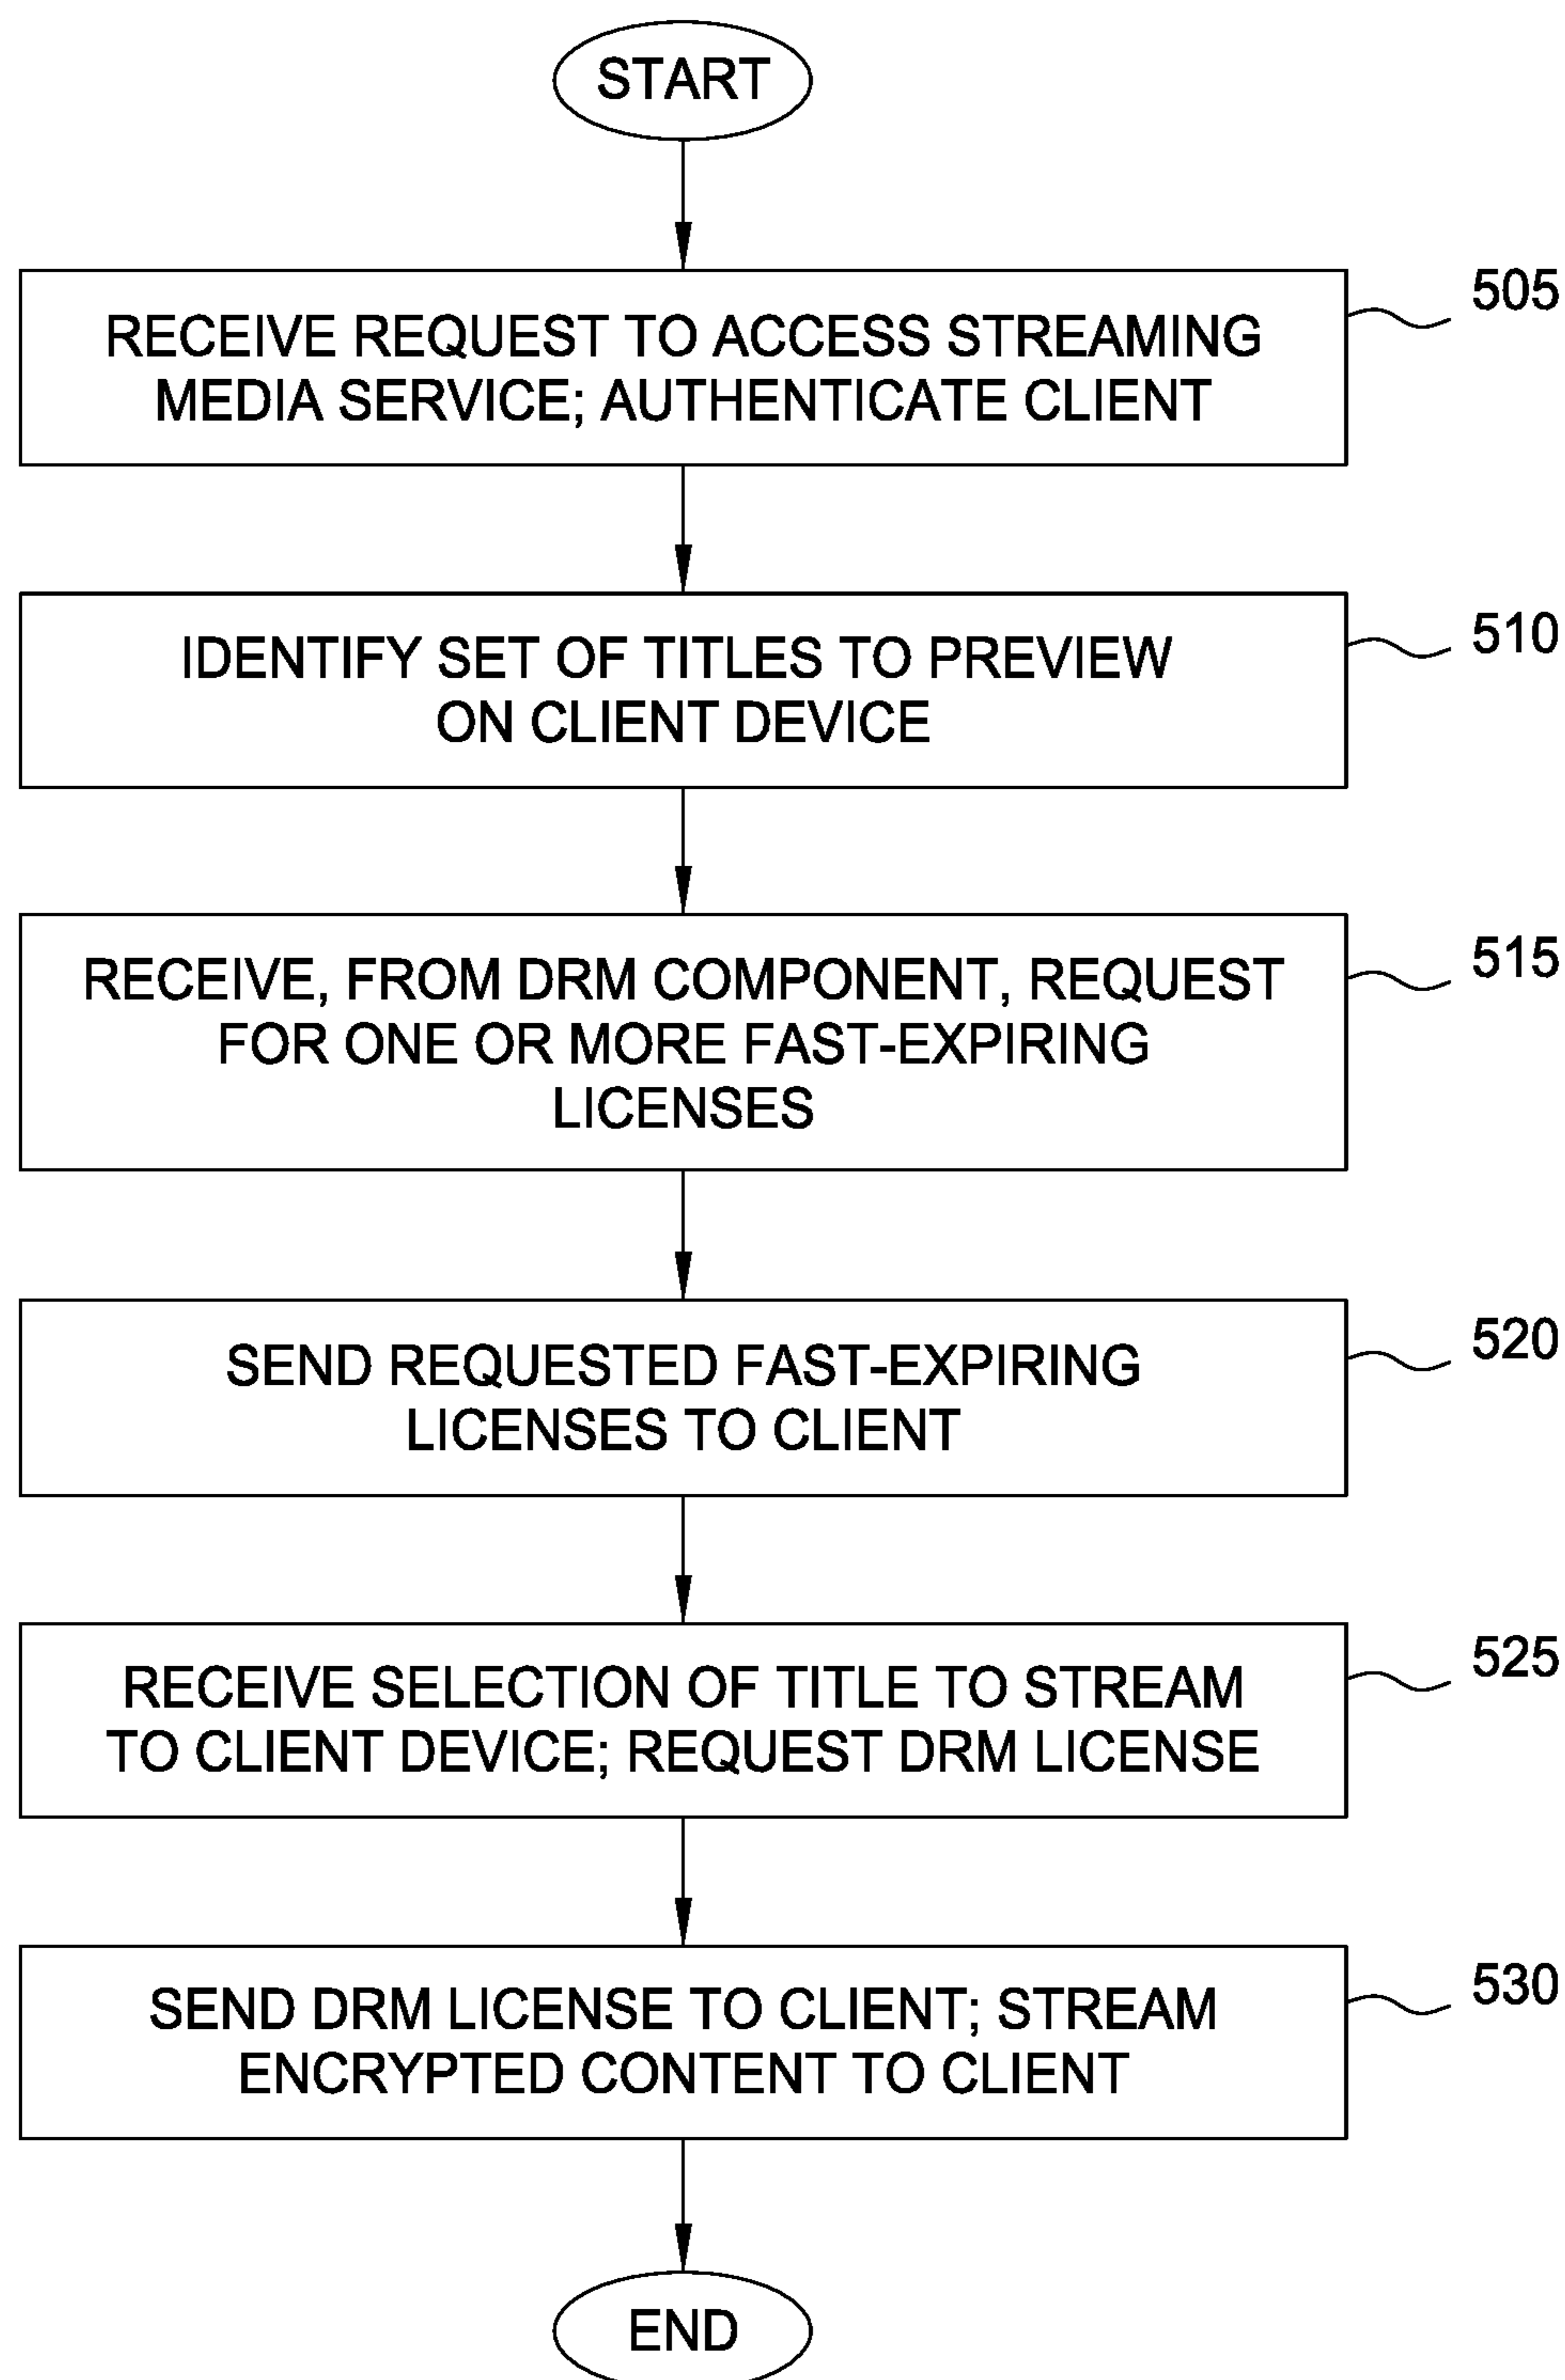 START
RECEIVE REQUEST TO ACCESS STREAMING
MEDIA SERVICE; AUTHENTICATE CLIENT
505
IDENTIFY SET OF TITLES TO PREVIEW
ON CLIENT DEVICE
510
RECEIVE, FROM DRM COMPONENT, REQUEST
FOR ONE OR MORE FAST-EXPIRING
LICENSES
515
SEND REQUESTED FAST-EXPIRING
LICENSES TO CLIENT
520
RECEIVE SELECTION OF TITLE TO STREAM
TO CLIENT DEVICE; REQUEST DRM LICENSE
525
SEND DRM LICENSE TO CLIENT; STREAM
ENCRYPTED CONTENT TO CLIENT
530
END